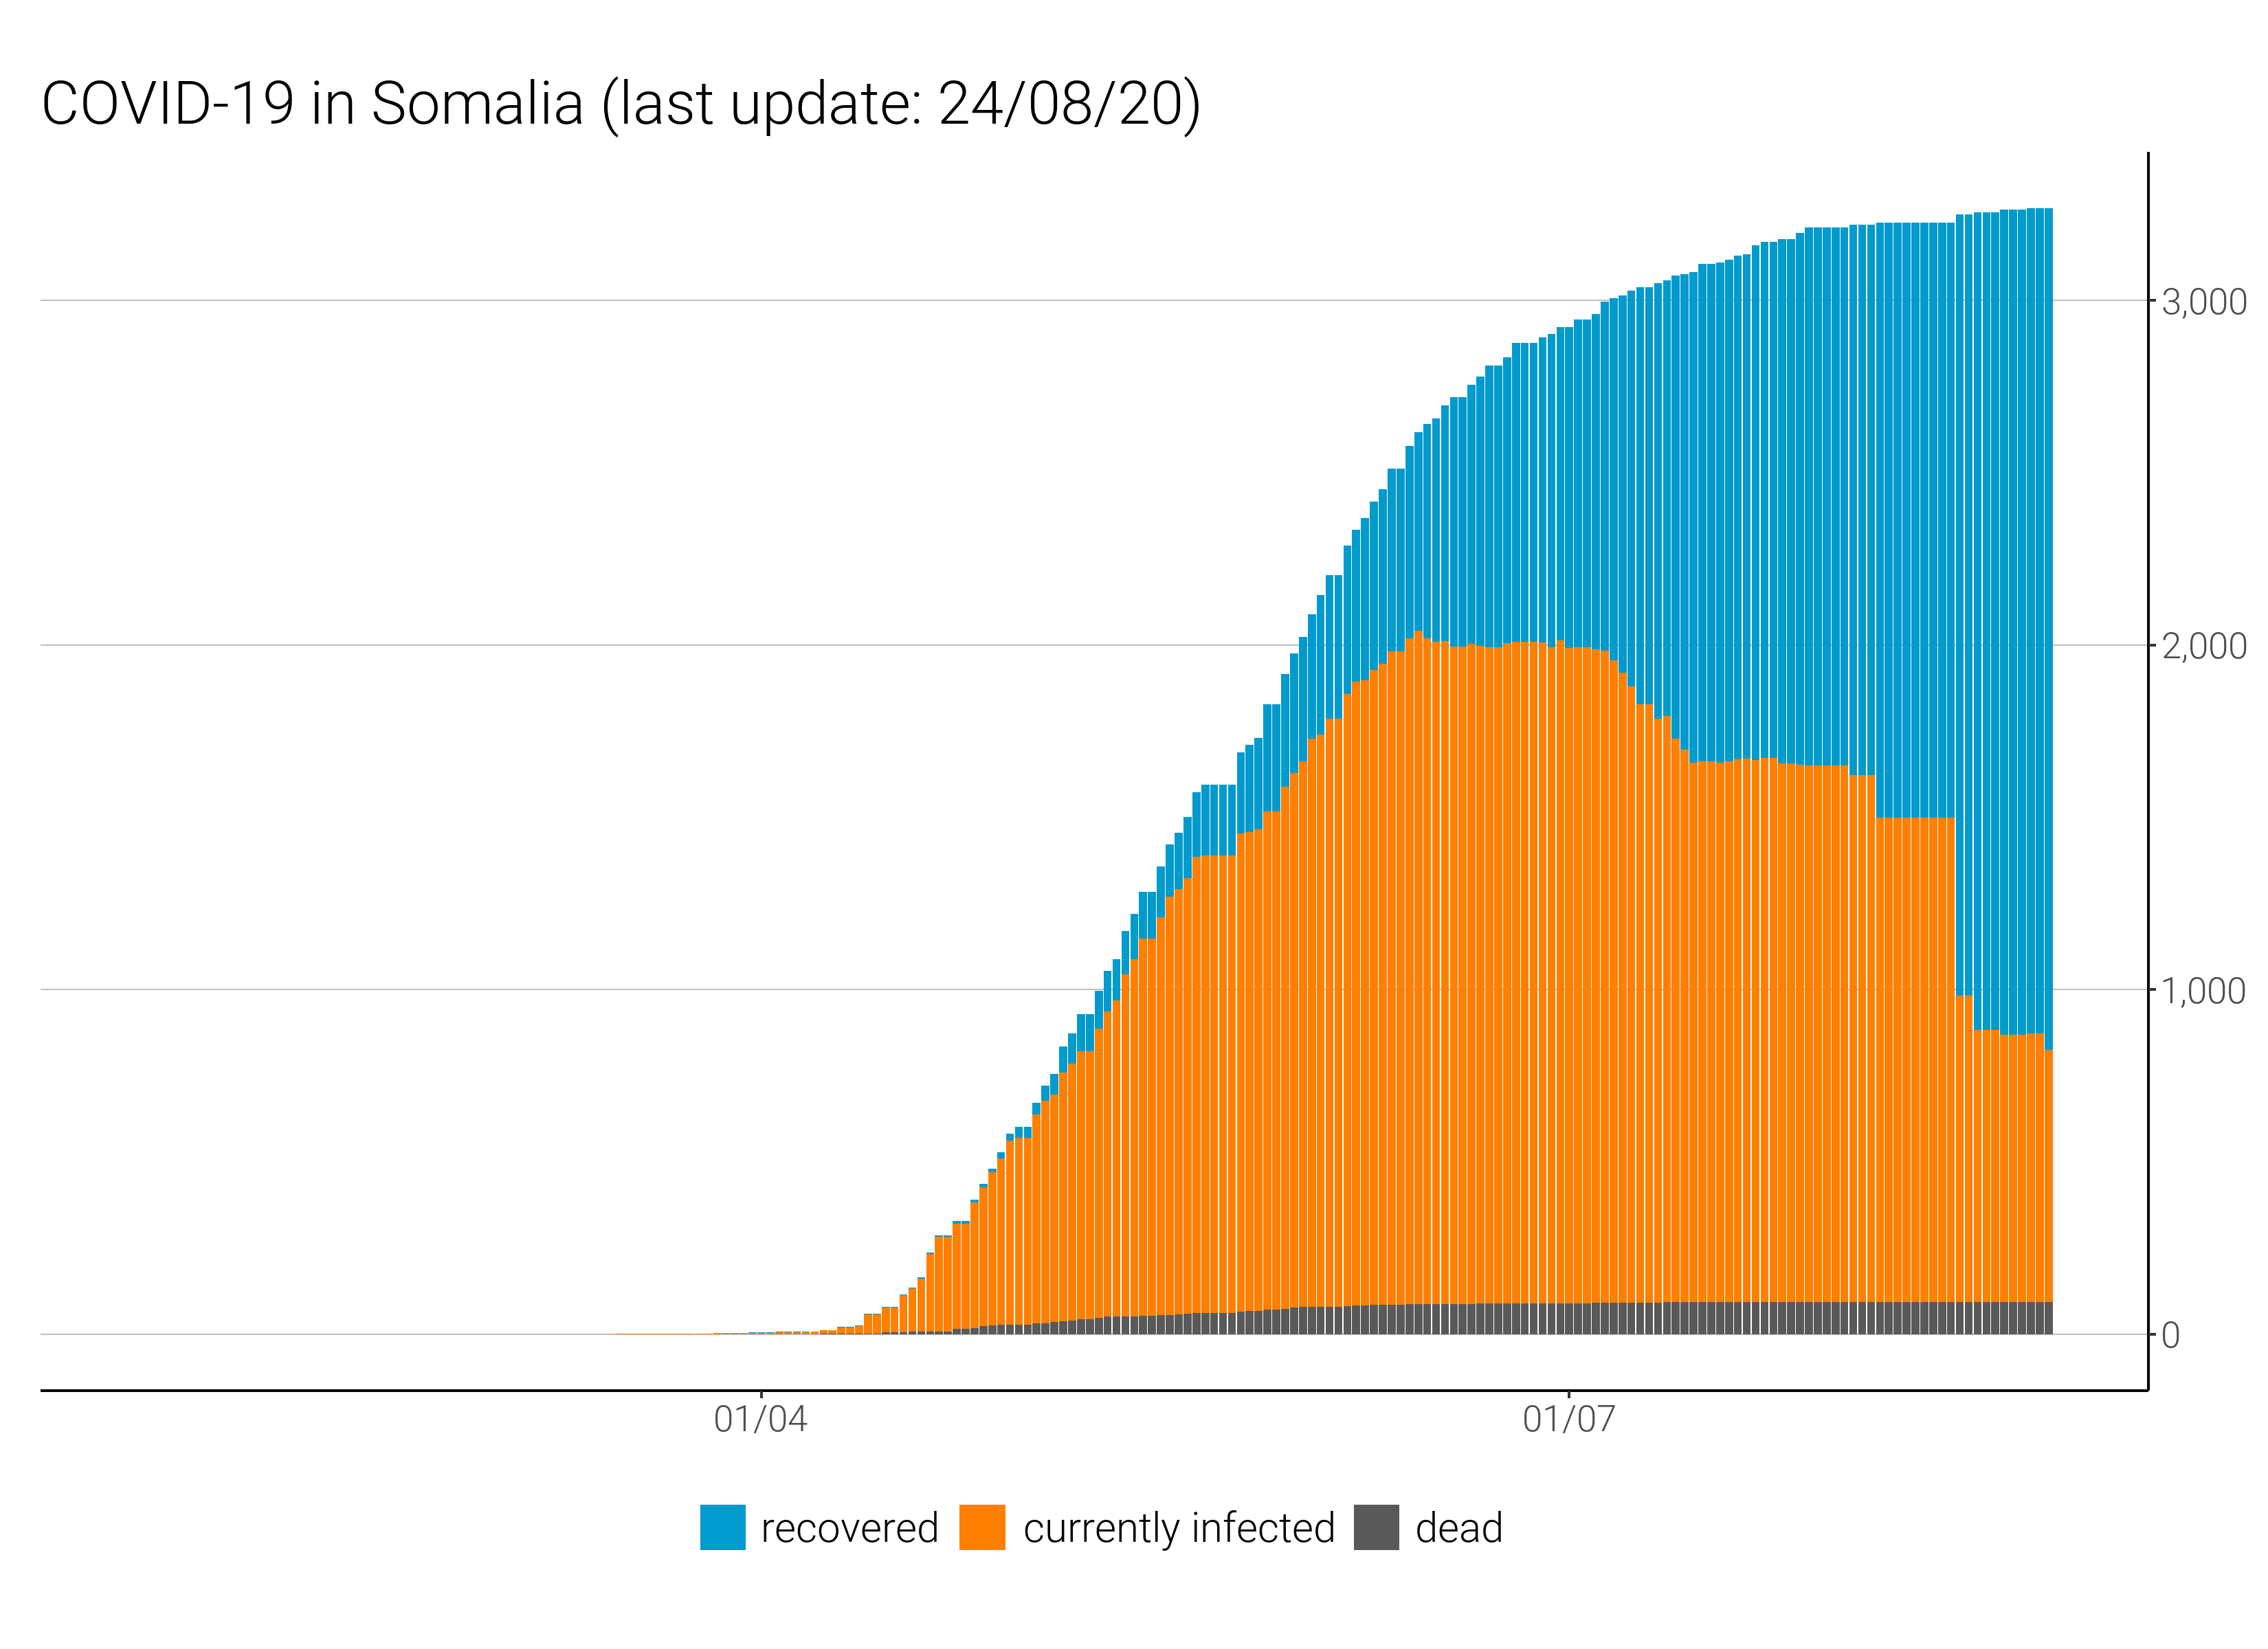 COVID-19 in Somalia (last update: 24/08/20)
3,000
2,000
1,000
0
01/04 01/07
recovered currently infected dead